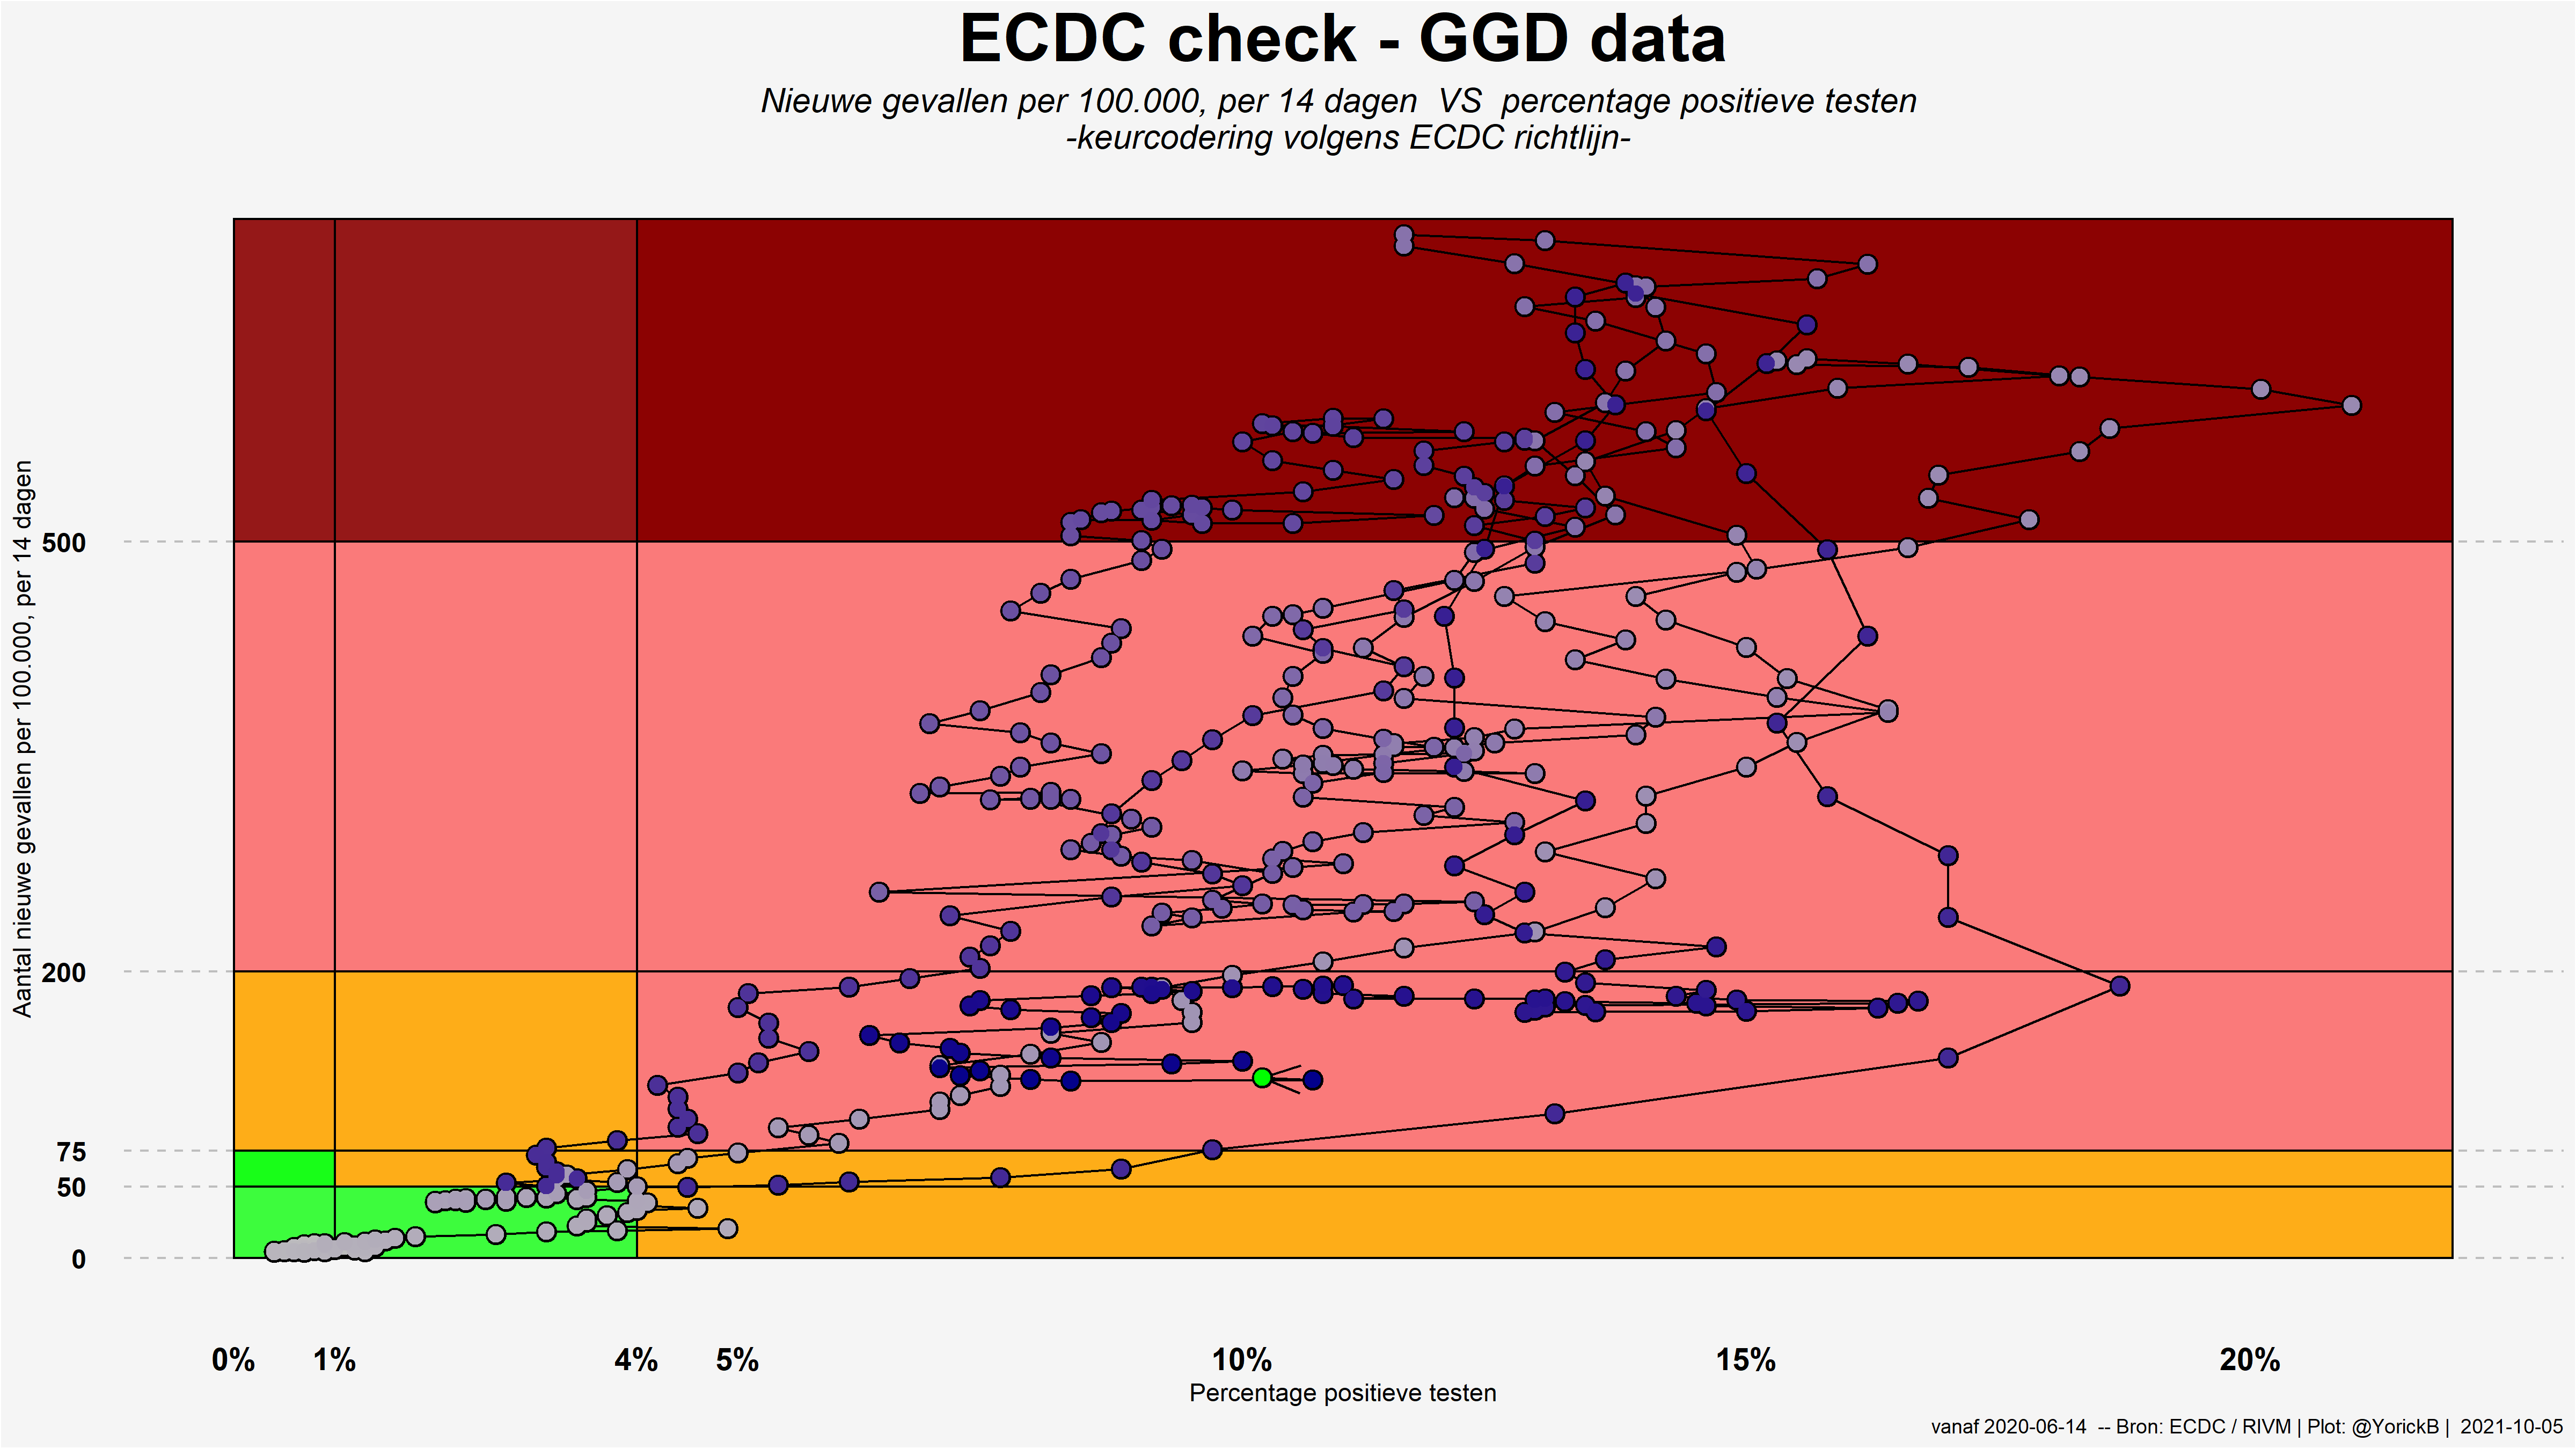 ECDC check - GGD data
Nieuwe gevallen per 100.000, per 14 dagen  VS  percentage positieve testen
-keurcodering volgens ECDC richtlijn-
Aantal nieuwe gevallen per 100.000, per 14 dagen
500
200
75
50
0
0% 1% 4% 5% 10% 15% 20%
Percentage positieve testen
vanaf 2020-06-14  -- Bron: ECDC / RIVM | Plot: @YorickB |  2021-10-05